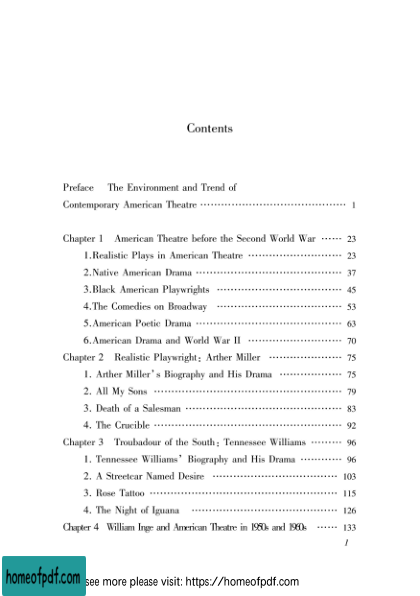 Contents
Preface The Environment and Trend of
Contemporary American Theatre …………………………………… 1
Chapter 1 American Theatre before the Second World War …… 23
1.Realistic Plays in American Theatre ……………………… 23
2.Native American Drama …………………………………… 37
3.Black American Playwrights ……………………………… 45
4.The Comedies on Broadway ……………………………… 53
5.American Poetic Drama …………………………………… 63
6.American Drama and World War II ……………………… 70
Chapter 2 Realistic Playwright: Arther Miller ………………… 75
1. Arther Miller's Biography and His Drama ……………… 75
2. All My Sons ……………………………………………… 79
3. Death of a Salesman ……………………………………… 83
4. The Crucible ……………………………………………… 92
Chapter 3 Troubadour of the South: Tennessee Williams ……… 96
1. Tennessee Williams' Biography and His Drama ………… 96
2. A Streetcar Named Desire ……………………………… 103
3. Rose Tattoo ……………………………………………… 115
4. The Night of Iguana …………………………………… 126
Chapter 4 William Inge and American Theatre in 1950s and 1960s …… 133
1
homeofpdf.com
see more please visit: https://homeofpdf.com